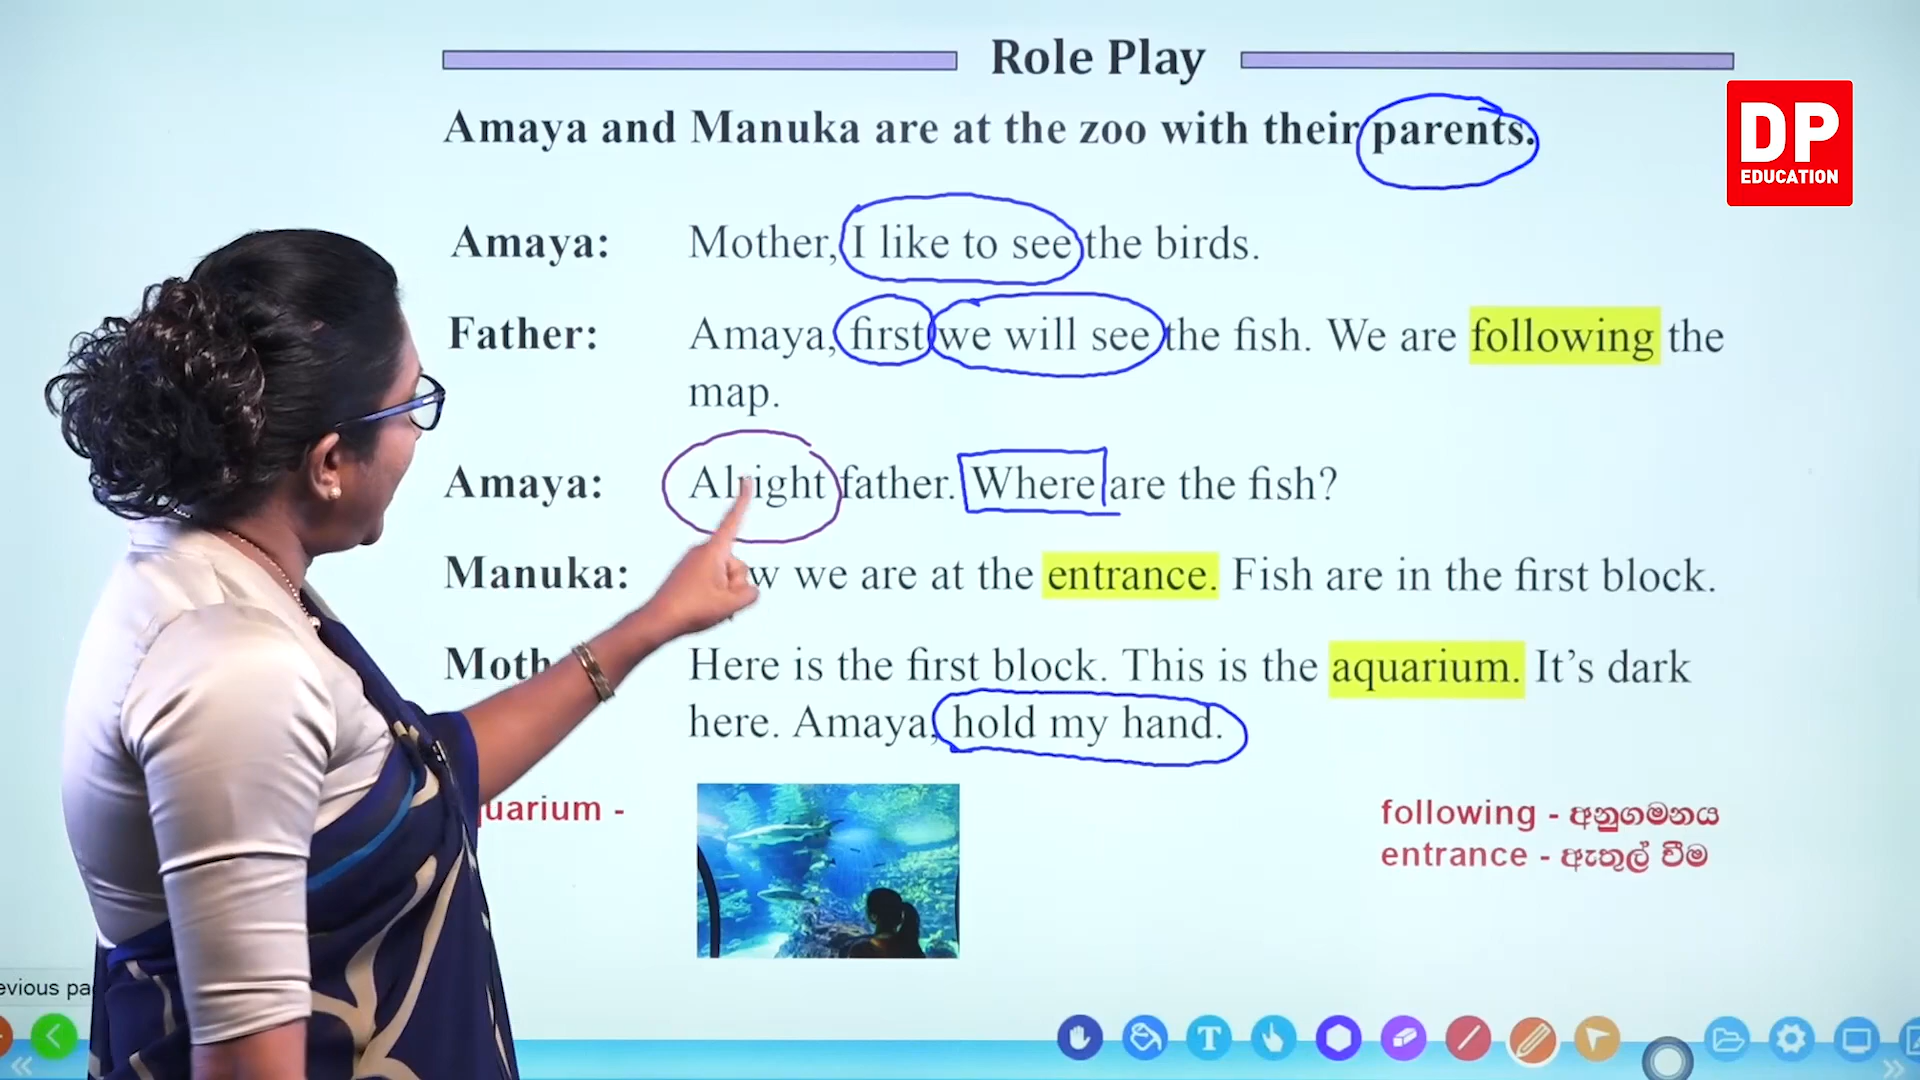 Role Play
DP
EDUCATION
Amaya and Manuka are at the zoo with their parents.
Amaya: Mother, I like to see the birds.
Father: Amaya, first we will see the fish. We are following the
map.
Amaya: Alright father. Where are the fish?
Manuka: we are at the entrance. Fish are in the first block.
Here is the first block. This is the aquarium. It's dark
here. Amaya, hold my hand.
following - අනුගමනය
entrance - ඇතුල් වීම